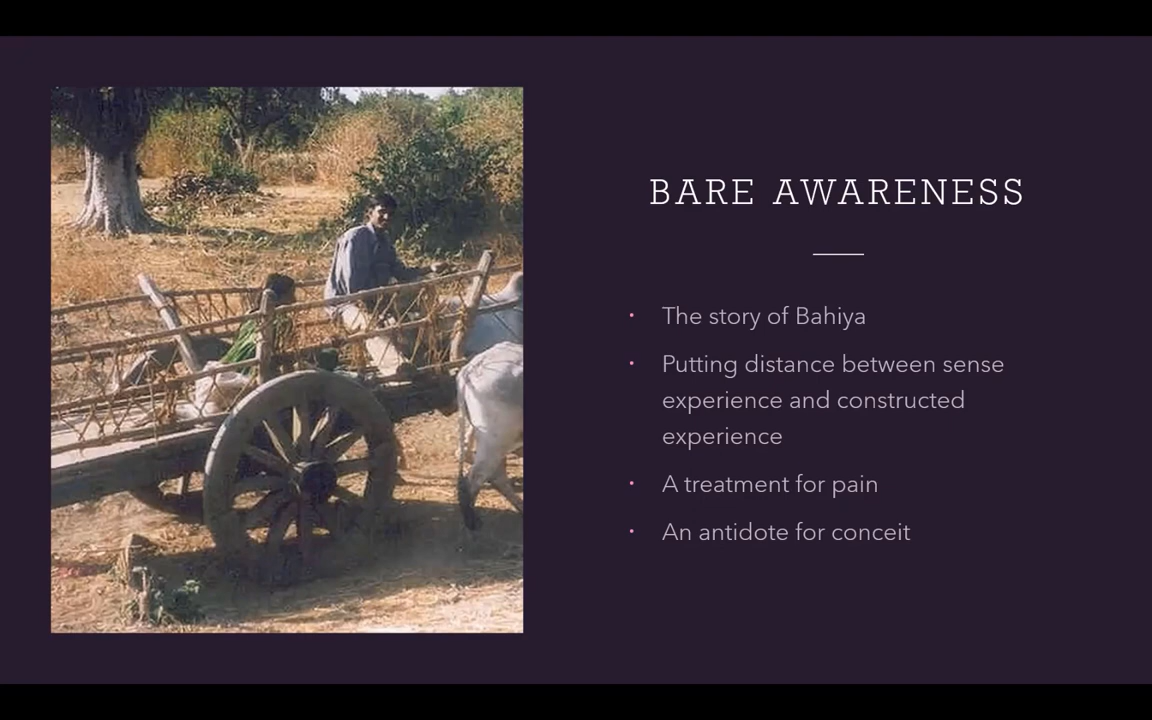 BARE AWARENESS
· The story of Bahiya
· Putting distance between sense
experience and constructed
experience
· A treatment for pain
· An antidote for conceit